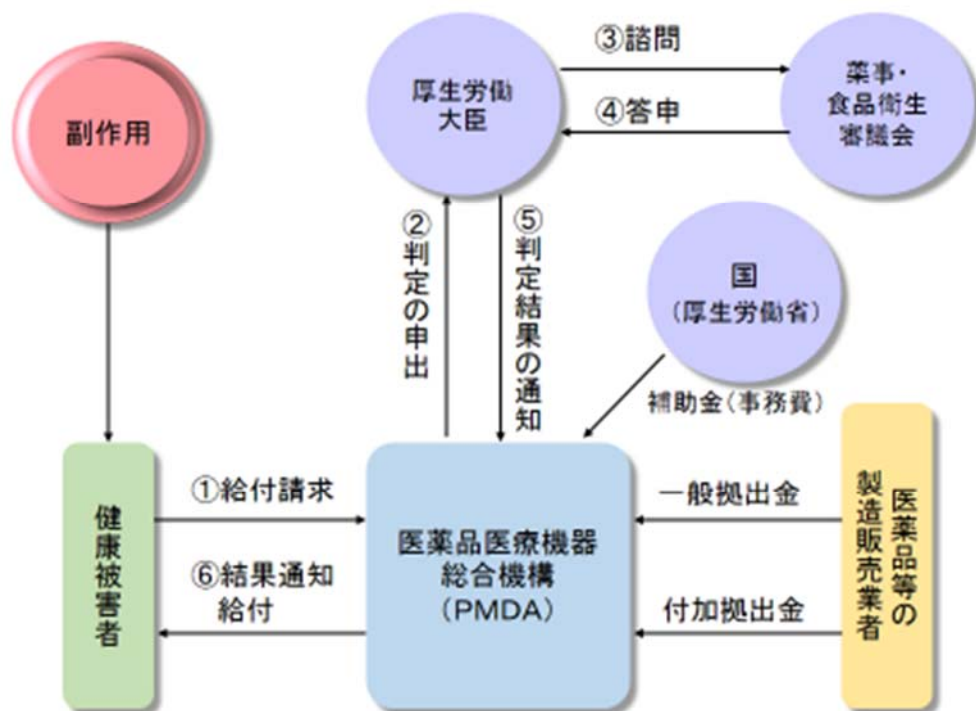 副作用
厚生労働
大臣
③諮問
④答申
薬事・
食品衛生
審議会
②判定の申出
⑤判定結果の通知
国
（厚生労働省）
補助金（事務費）
健康被害者
①給付請求
⑥結果通知
給付
医薬品医療機器
総合機構
（PMDA）
一般拠出金
付加拠出金
医薬品等の
製造販売業者